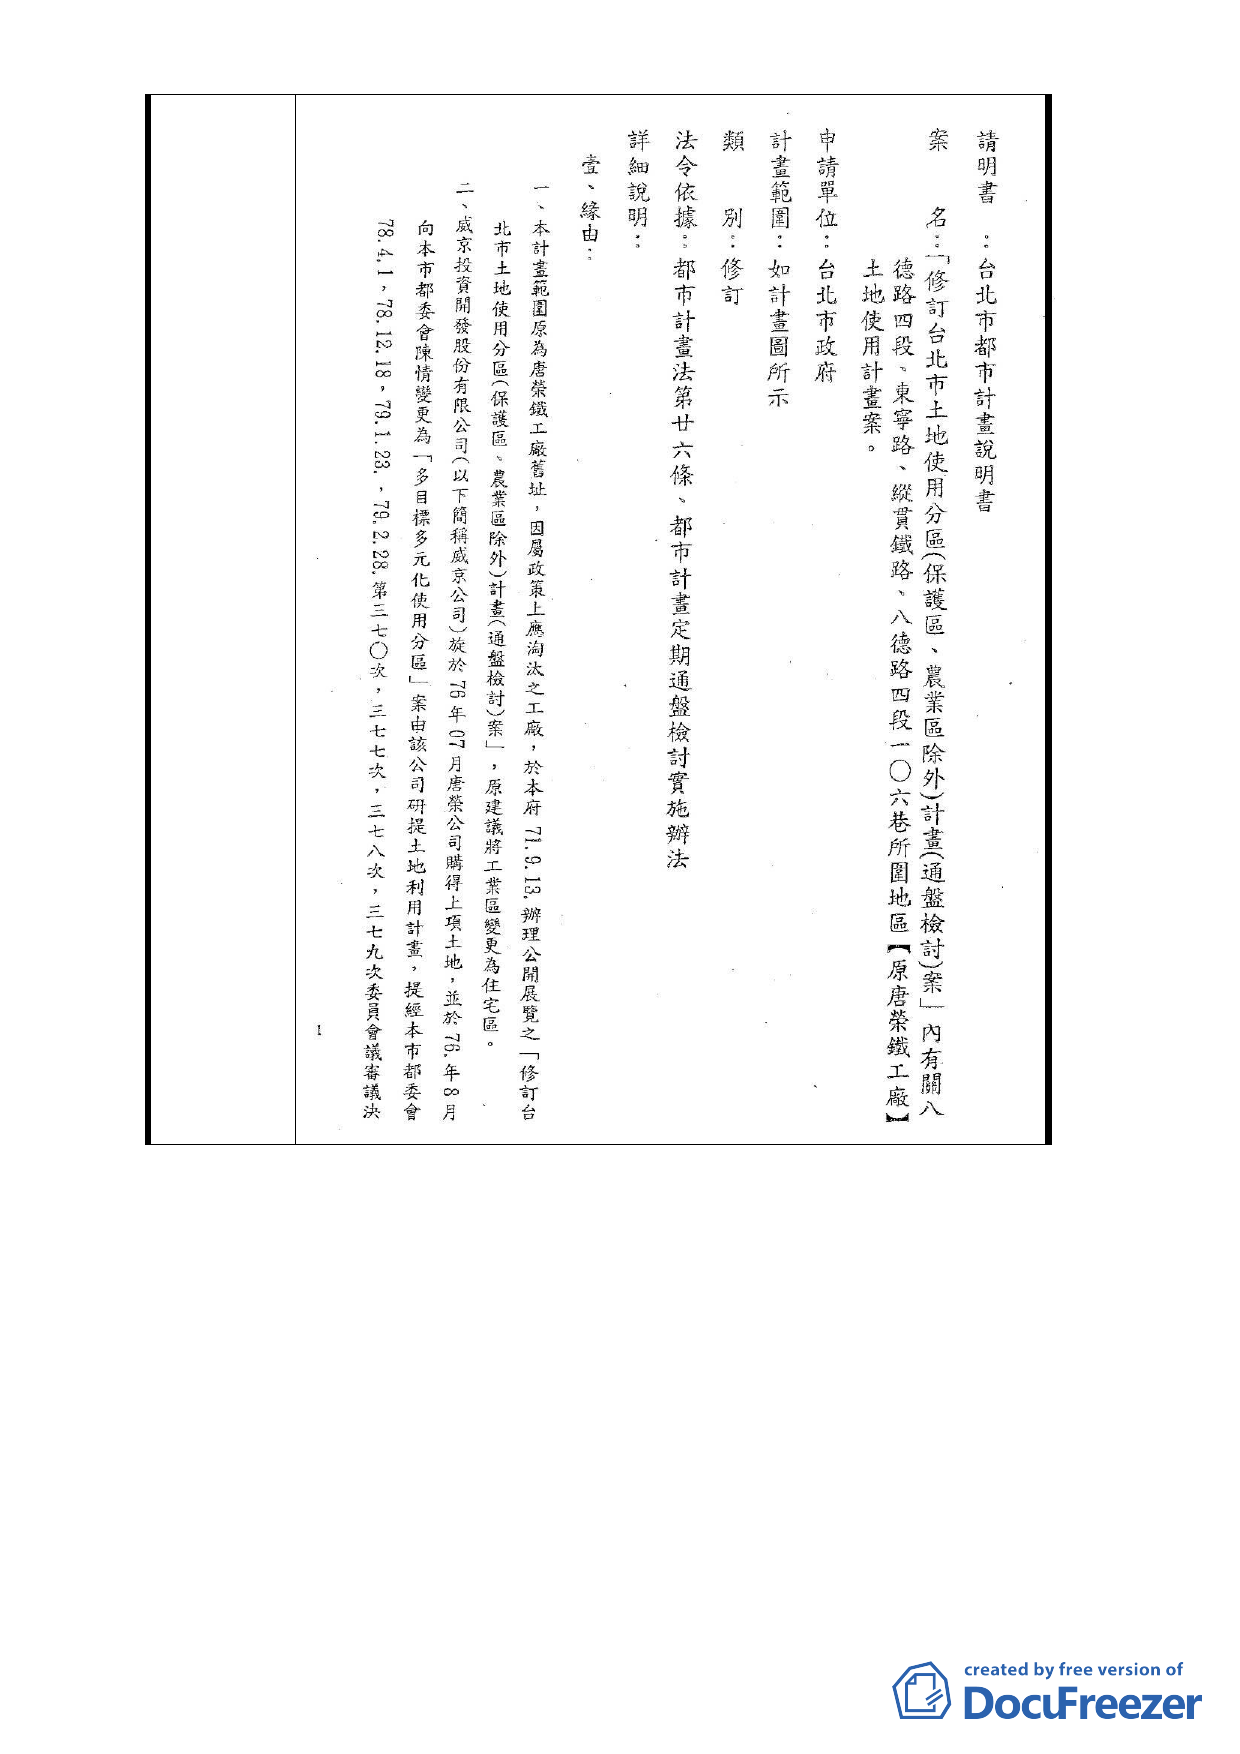 請明書　：台北市都市計畫說明書
案　　名：「修訂台北市土地使用分區(保護區、農業區除外)計畫(通盤檢討)案」內有關八
德路四段、東寧路、縱貫鐵路、八德路四段一〇六巷所圍地區【原唐榮鐵工廠】
土地使用計畫案。
申請單位：台北市政府
計畫範圍：如計畫圖所示
類　　別：修訂
法令依據：都市計畫法第廿六條、都市計畫定期通盤檢討實施辦法
詳細說明：
壹、緣由：
一、本計畫範圍原為唐榮鐵工廠舊址，因屬政策上應淘汰之工廠，於本府71.9.13.辦理公開展覽之「修訂台
北市土地使用分區(保護區、農業區除外)計畫(通盤檢討)案」，原建議將工業區變更為住宅區。
二、威京投資開發股份有限公司(以下簡稱威京公司)旋於76年07月唐榮公司購得上項土地，並於76.年8月
向本市都委會陳情變更為「多目標多元化使用分區」案由該公司研提土地利用計畫，提經本市都委會
78.4.1，78.12.18，79.1.23.，79.2.28.第三七〇次，三七七次，三七八次，三七九次委員會議審議決
1
created by free version of
DocuFreezer